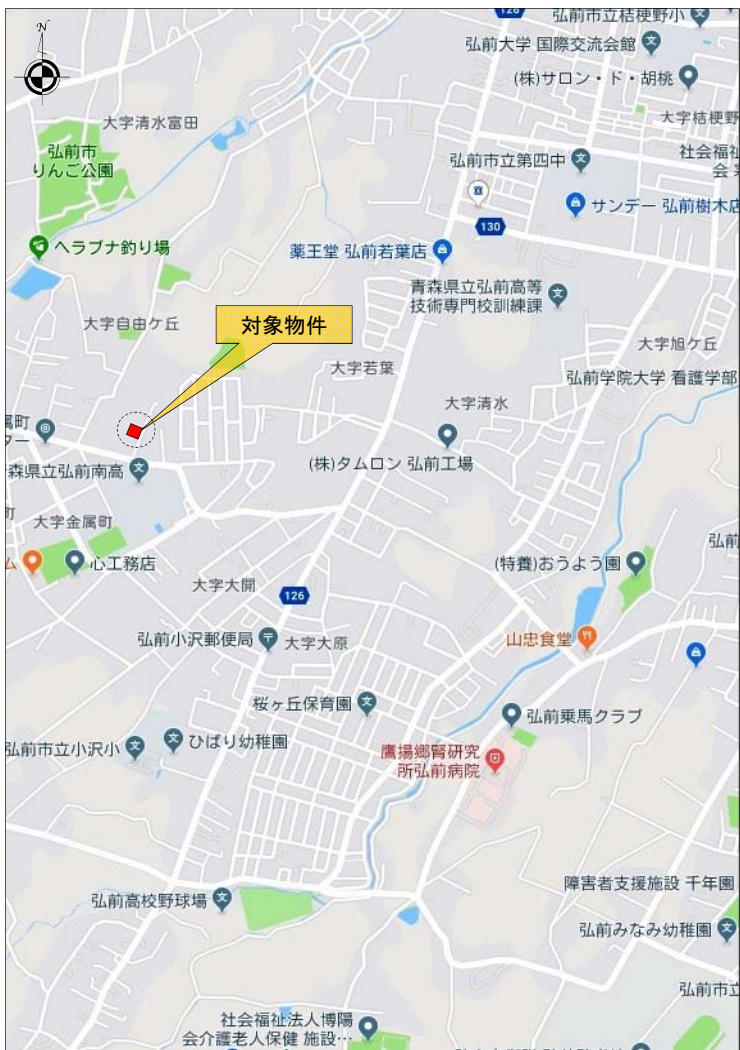 N
126
弘前市立桔梗野小
弘前大学 国際交流会館
(株)サロン・ド・胡桃
大字清水富田
大字桔梗野
弘前市
りんご公園
弘前市立第四中
社会福祉
会
サンデー 弘前樹木店
130
ヘラブナ釣り場
薬王堂 弘前若葉店
青森県立弘前高等
技術専門校訓練課
大字自由ケ丘
対象物件
大字旭ケ丘
大字若葉
弘前学院大学 看護学部
大字清水
属町
ター
(株)タムロン 弘前工場
森県立弘前南高
町
大字金属町
弘前
ム
心工務店
(特養)おうよう園
大字大開
126
弘前小沢郵便局
大字大原
山忠食堂
桜ヶ丘保育園
弘前乗馬クラブ
ひばり幼稚園
弘前市立小沢小
鷹揚郷腎研究
所弘前病院
障害者支援施設 千年園
弘前高校野球場
弘前みなみ幼稚園
弘前市立
社会福祉法人博陽
会介護老人保健 施設…